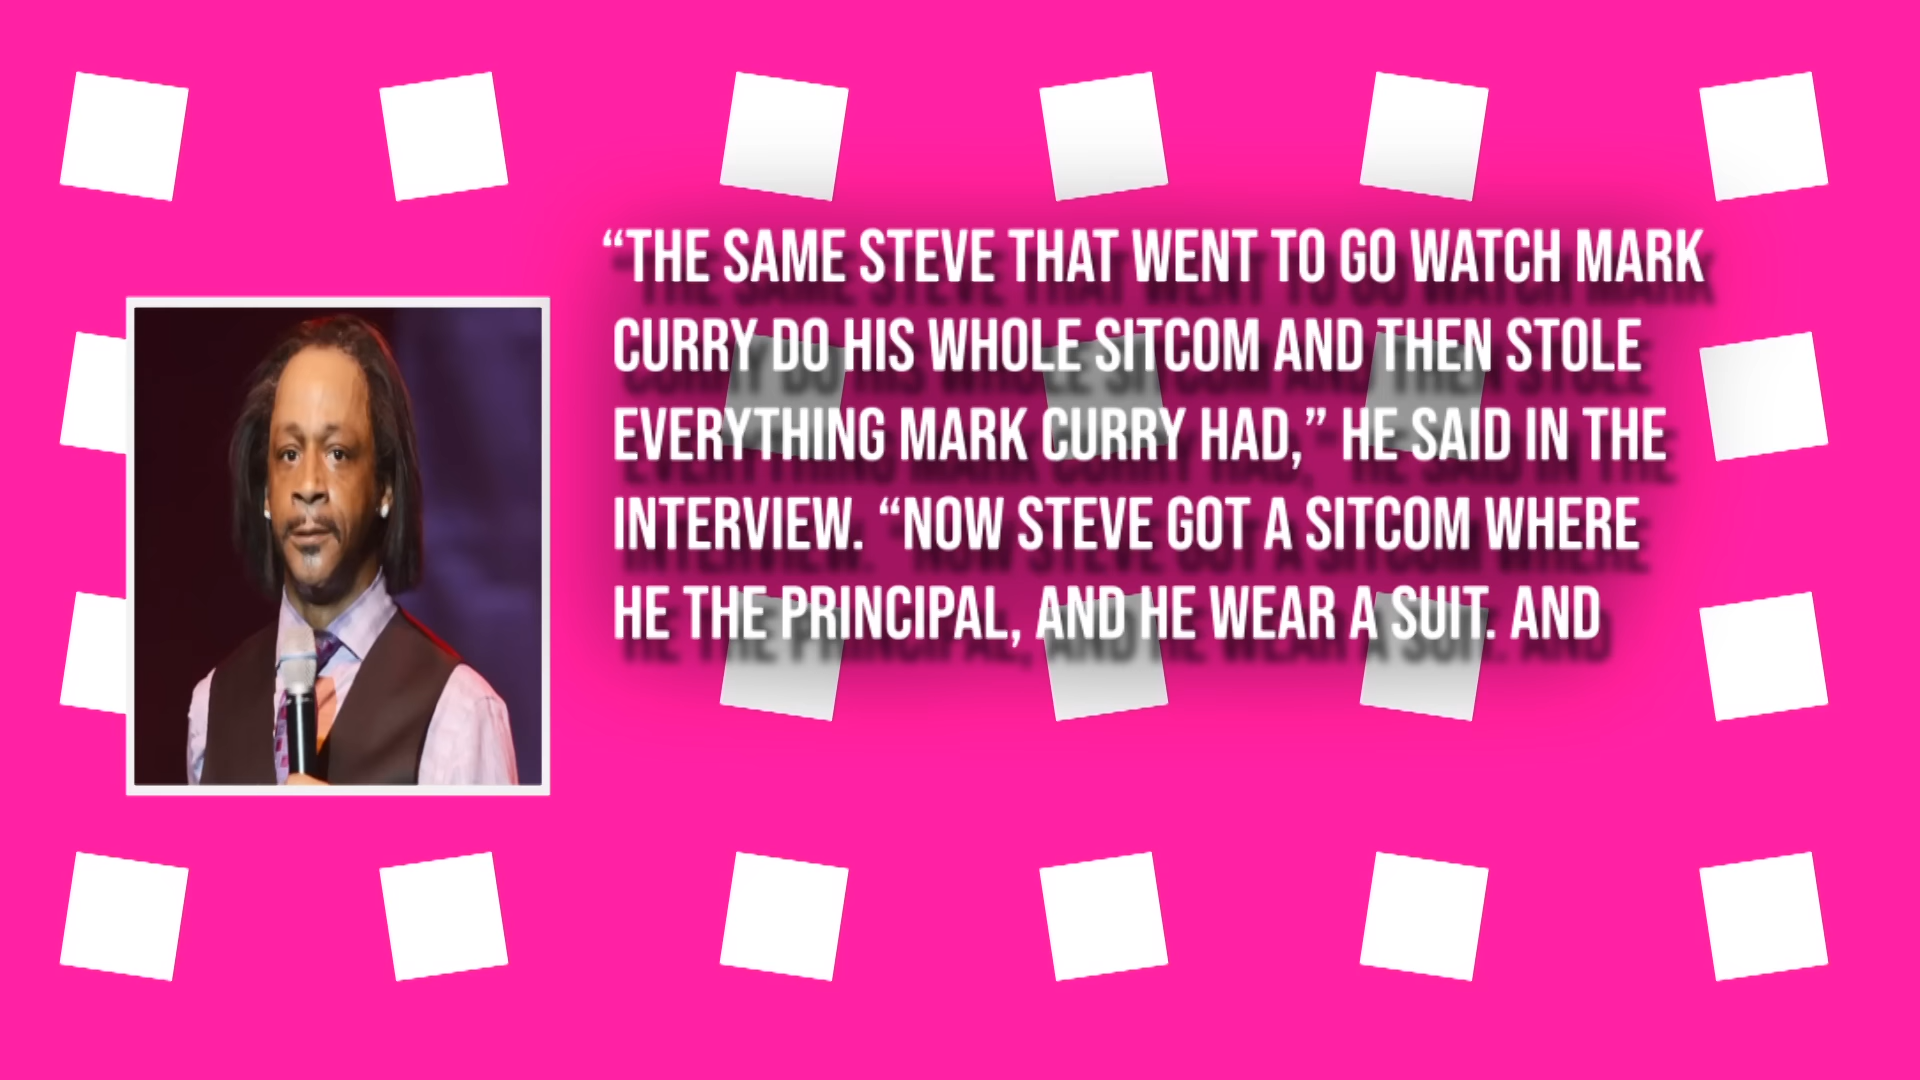 “THE SAME STEVE THAT WENT TO GO WATCH MARK
CURRY DO HIS WHOLE SITCOM AND THEN STOLE
EVERYTHING MARK CURRY HAD,” HE SAID IN THE
INTERVIEW. “NOW STEVE GOT A SITCOM WHERE
HE THE PRINCIPAL, AND HE WEAR A SUIT. AND